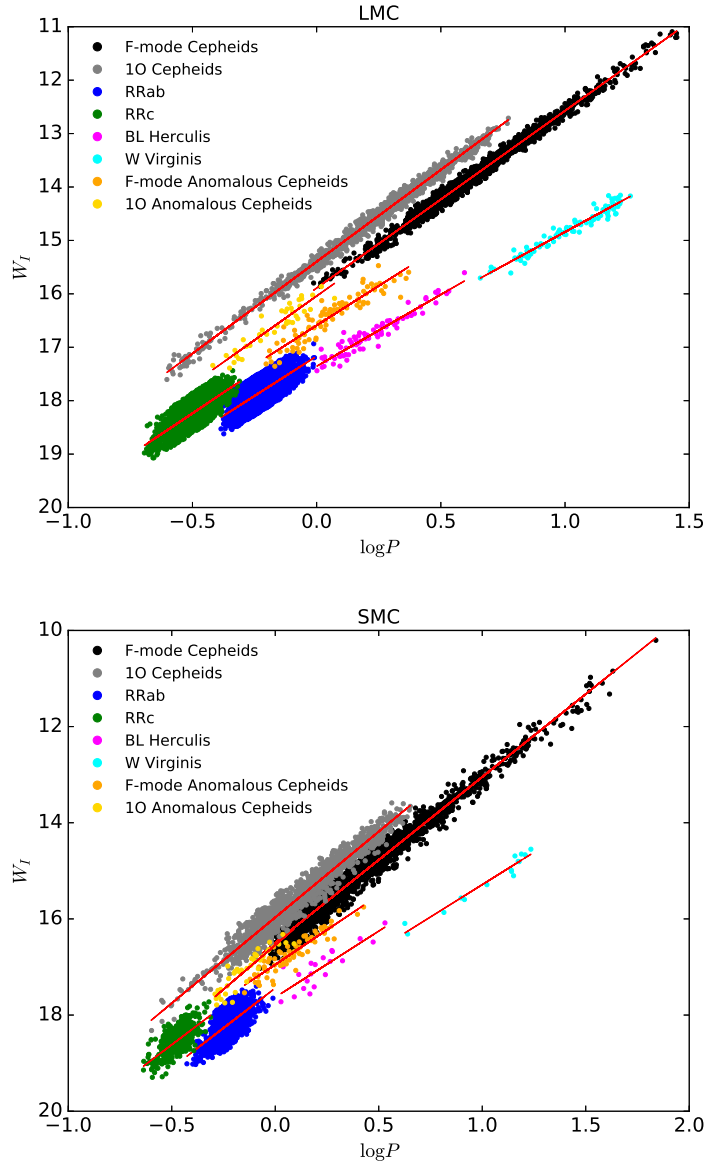 LMC
11
12
13
14
15
16
17
18
19
20
W_I
F-mode Cepheids
1O Cepheids
RRab
RRc
BL Herculis
W Virginis
F-mode Anomalous Cepheids
1O Anomalous Cepheids
−1.0 −0.5 0.0 0.5 1.0 1.5
logP
SMC
10
12
14
16
18
20
W_I
F-mode Cepheids
1O Cepheids
RRab
RRc
BL Herculis
W Virginis
F-mode Anomalous Cepheids
1O Anomalous Cepheids
−1.0 −0.5 0.0 0.5 1.0 1.5 2.0
logP